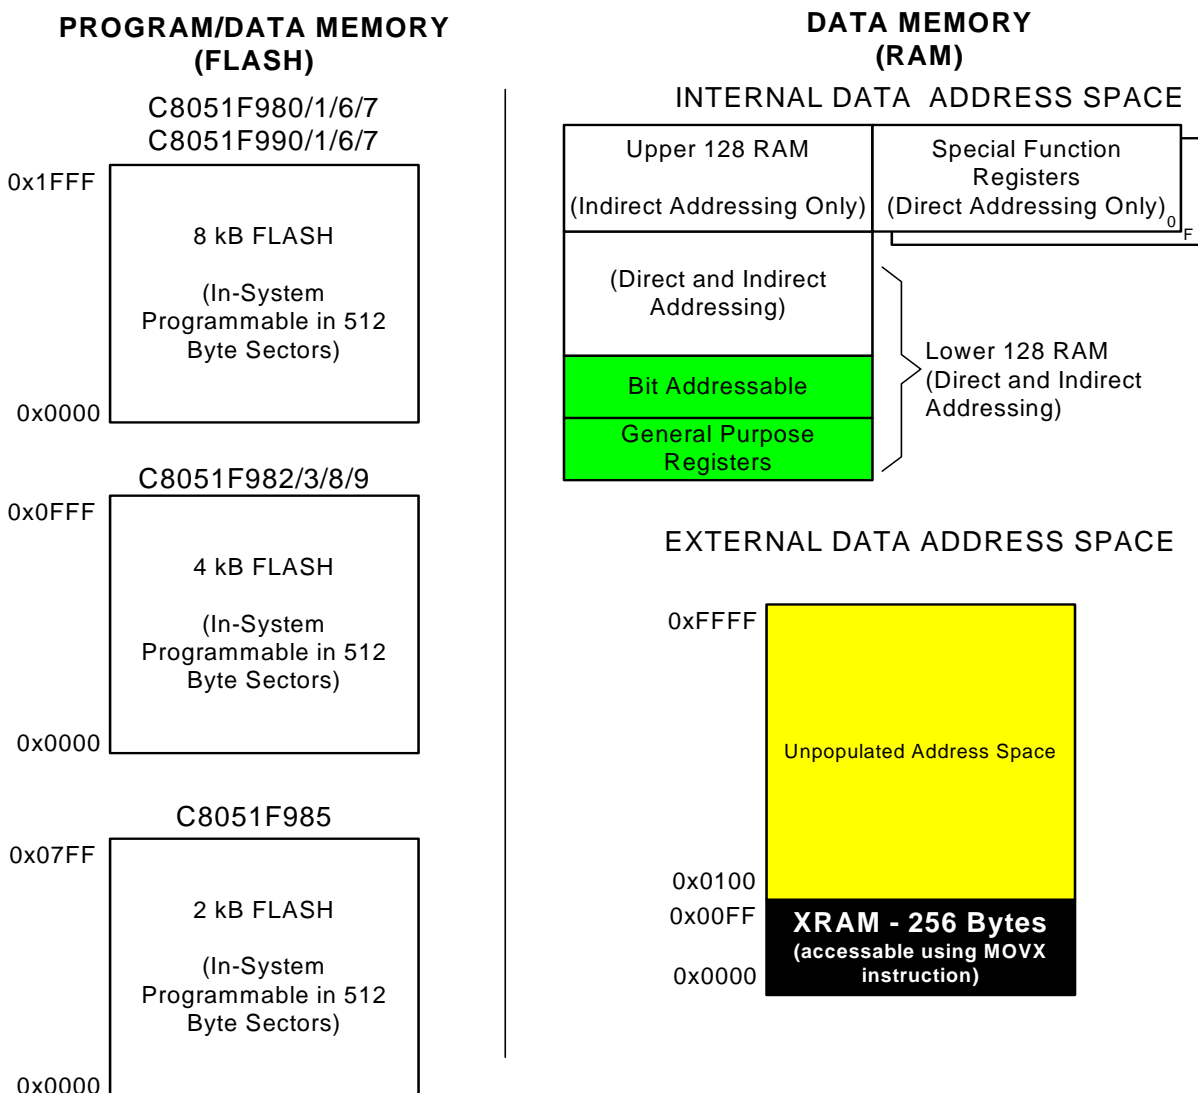 PROGRAM/DATA MEMORY
(FLASH)
C8051F980/1/6/7
C8051F990/1/6/7
0x1FFF
8 kB FLASH
(In-System
Programmable in 512
Byte Sectors)
0x0000
C8051F982/3/8/9
0x0FFF
4 kB FLASH
(In-System
Programmable in 512
Byte Sectors)
0x0000
C8051F985
0x07FF
2 kB FLASH
(In-System
Programmable in 512
Byte Sectors)
0x0000
DATA MEMORY
(RAM)
INTERNAL DATA ADDRESS SPACE
Upper 128 RAM
(Indirect Addressing Only)
Special Function
Registers
(Direct Addressing Only)
0
F
(Direct and Indirect
Addressing)
Bit Addressable
General Purpose
Registers
Lower 128 RAM
(Direct and Indirect
Addressing)
EXTERNAL DATA ADDRESS SPACE
0xFFFF
Unpopulated Address Space
0x0100
0x00FF
XRAM - 256 Bytes
(accessable using MOVX
instruction)
0x0000